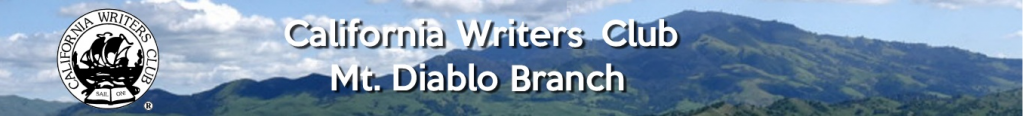 CALIFORNIA WRITERS CLUB
SAIL ON!
®
California Writers Club
Mt. Diablo Branch